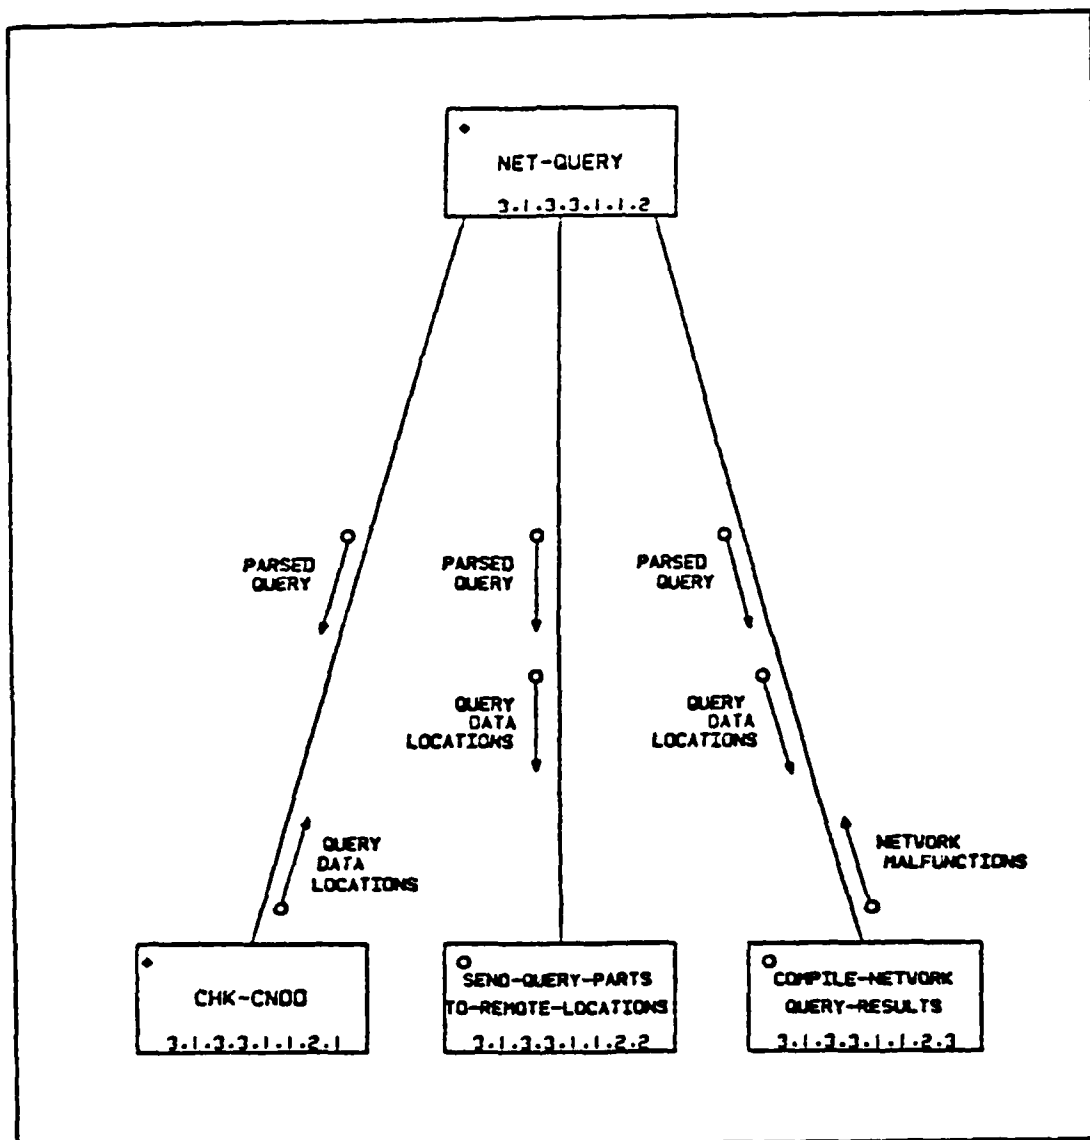 NET-QUERY
3.1.3.3.1.1.2
PARSED
QUERY
PARSED
QUERY
PARSED
QUERY
QUERY
DATA
LOCATIONS
QUERY
DATA
LOCATIONS
QUERY
DATA
LOCATIONS
NETWORK
MALFUNCTIONS
CHK-CNDD
3.1.3.3.1.1.2.1
SEND-QUERY-PARTS
TO-REMOTE-LOCATIONS
3.1.3.3.1.1.2.2
COMPILE-NETWORK
QUERY-RESULTS
3.1.3.3.1.1.2.3